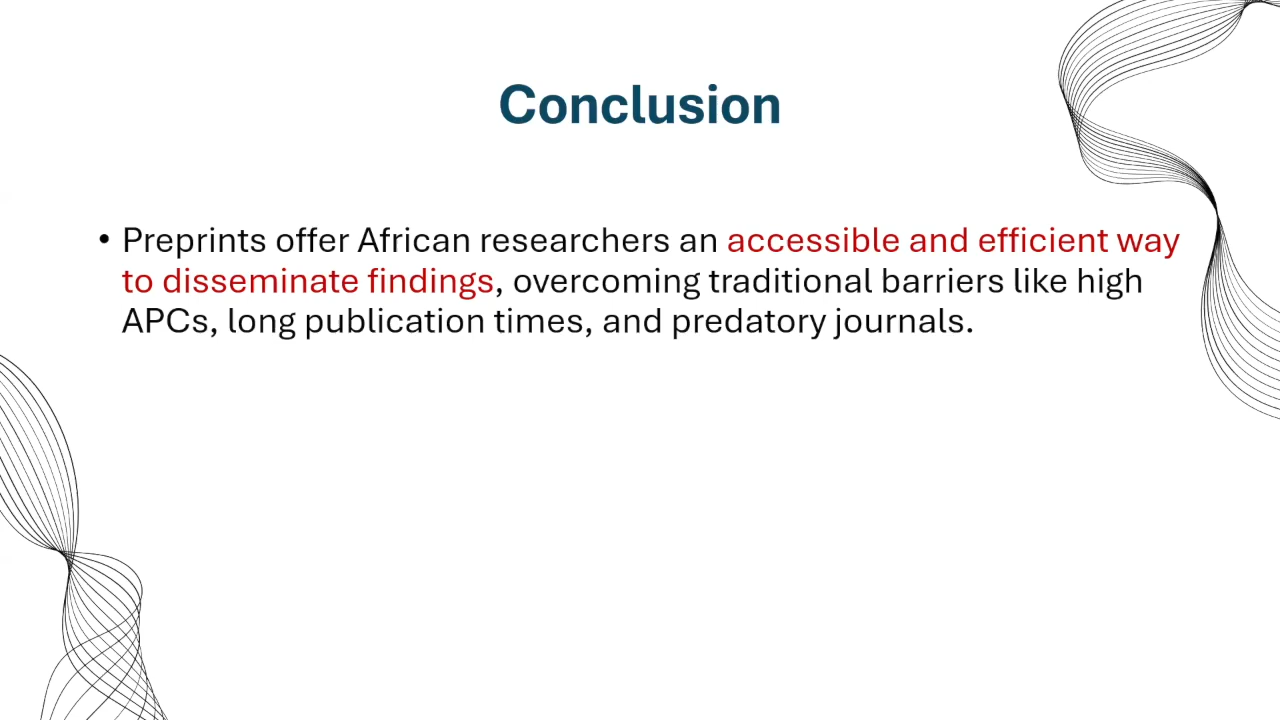 Conclusion
• Preprints offer African researchers an accessible and efficient way
to disseminate findings, overcoming traditional barriers like high
APCs, long publication times, and predatory journals.